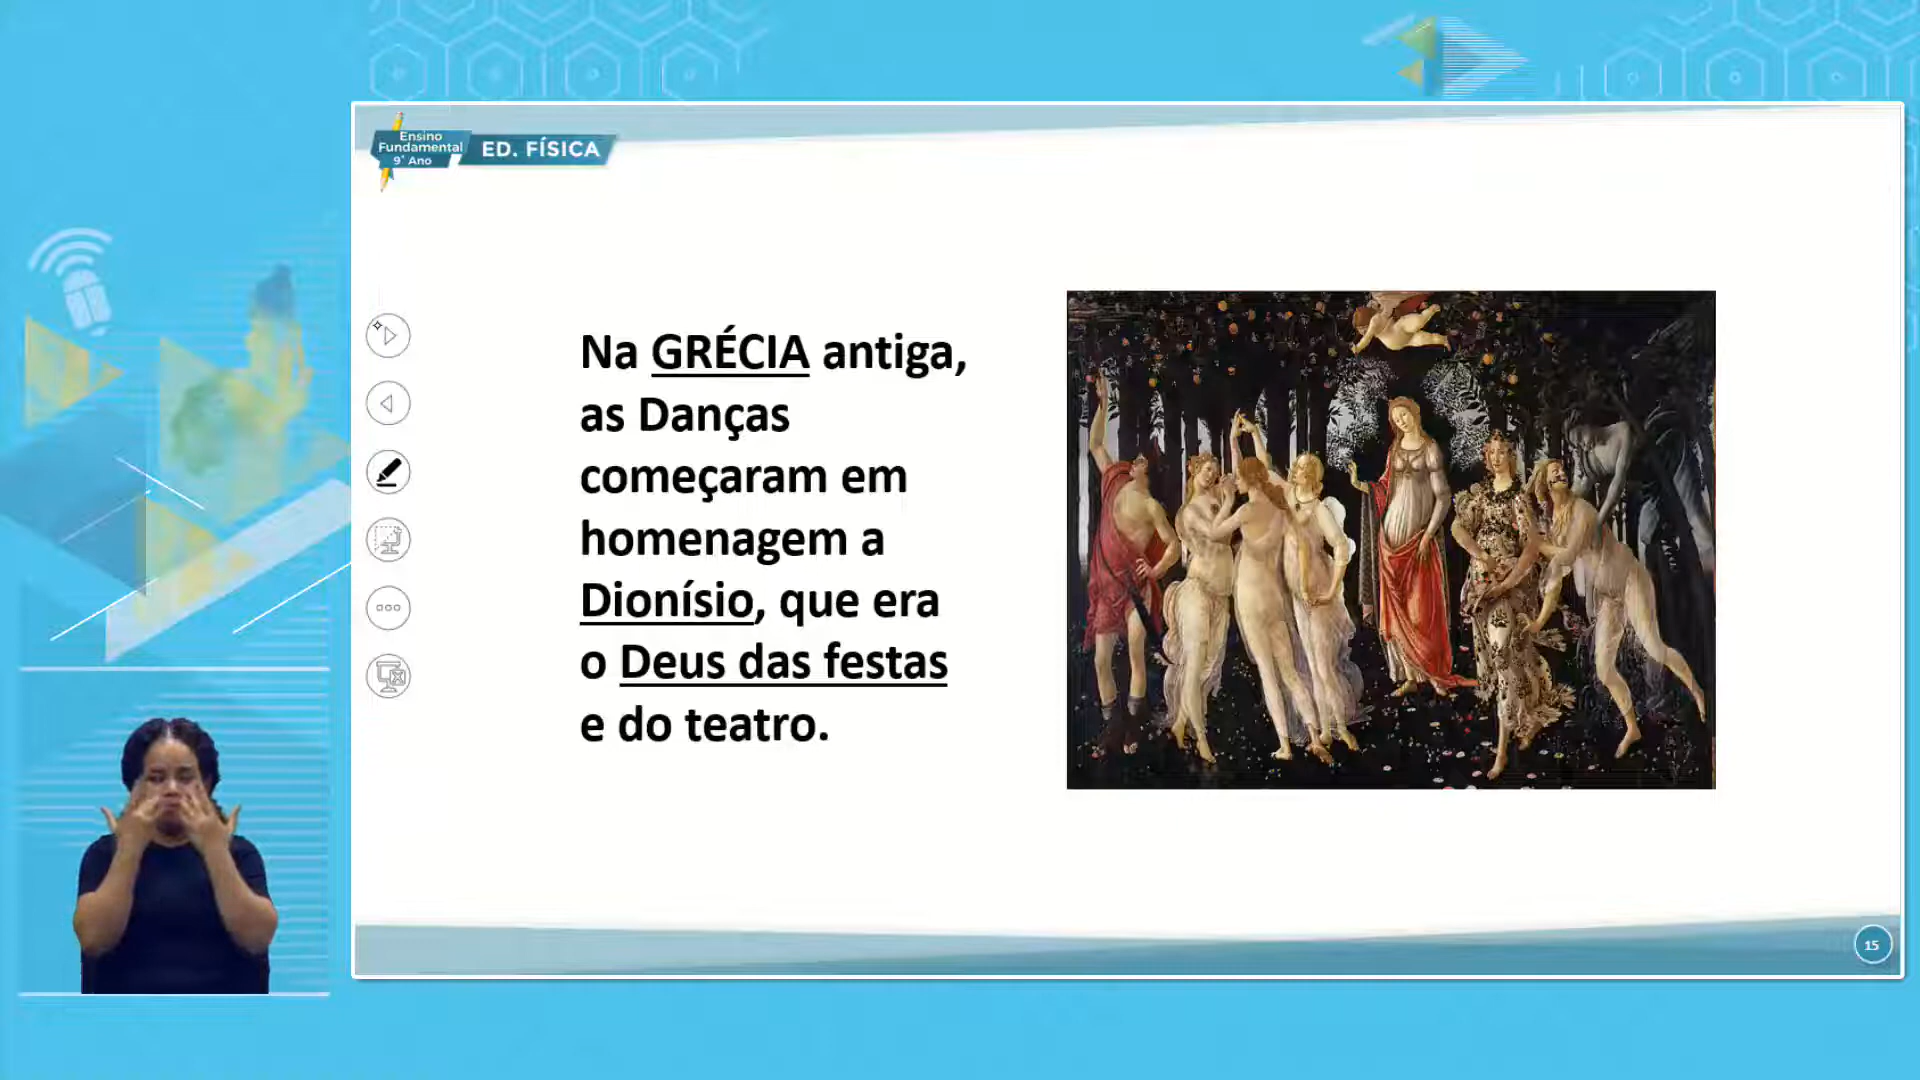 Ensino
Fundamental
9° Ano
ED. FÍSICA
Na GRÉCIA antiga,
as Danças
começaram em
homenagem a
Dionísio, que era
o Deus das festas
e do teatro.
15